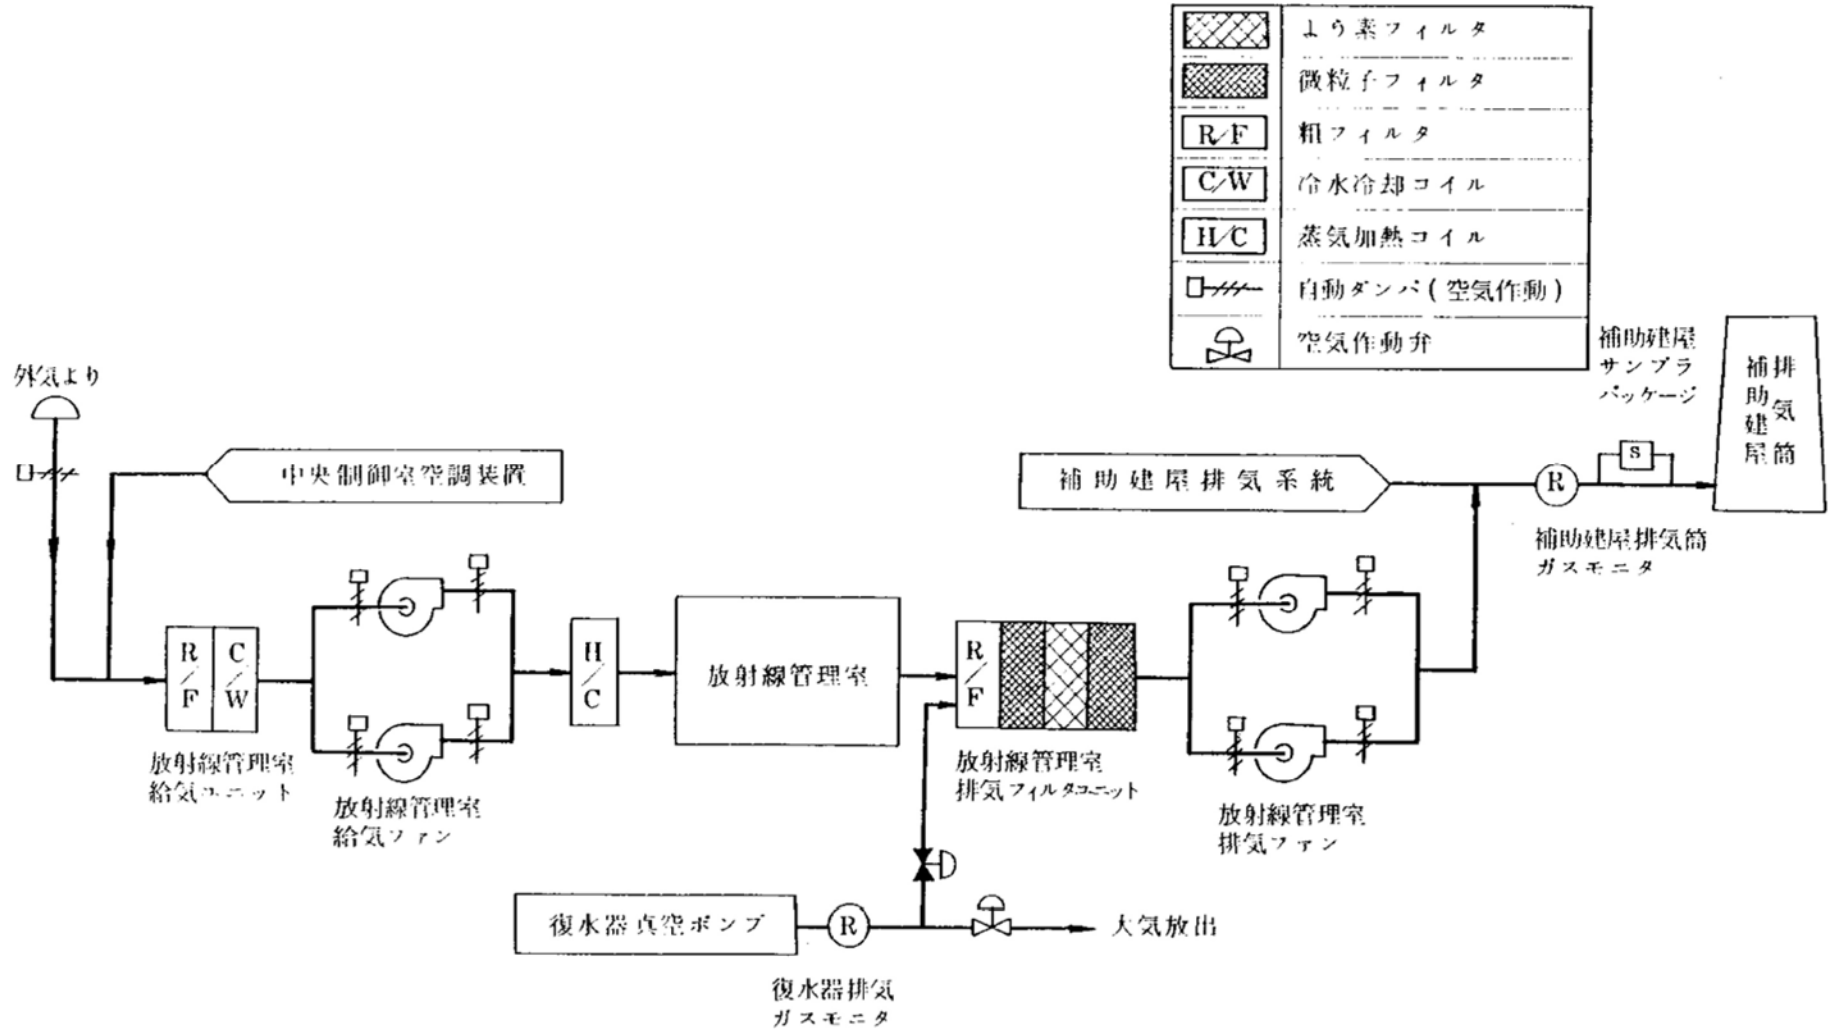 よう素フィルタ
微粒子フィルタ
R/F
粗フィルタ
C/W
冷水冷却コイル
H/C
蒸気加熱コイル
自動ダンパ(空気作動)
空気作動弁
外気より
中央制御室空調装置
補助建屋排気系統
補助建屋
サンプラ
パッケージ
S
R
補助建屋
排気筒
補助建屋排気筒
ガスモニタ
R/F
C/W
放射線管理室
給気ユニット
放射線管理室
給気ファン
H/C
放射線管理室
R/F
放射線管理室
排気フィルタユニット
放射線管理室
排気ファン
復水器真空ポンプ
R
大気放出
復水器排気
ガスモニタ